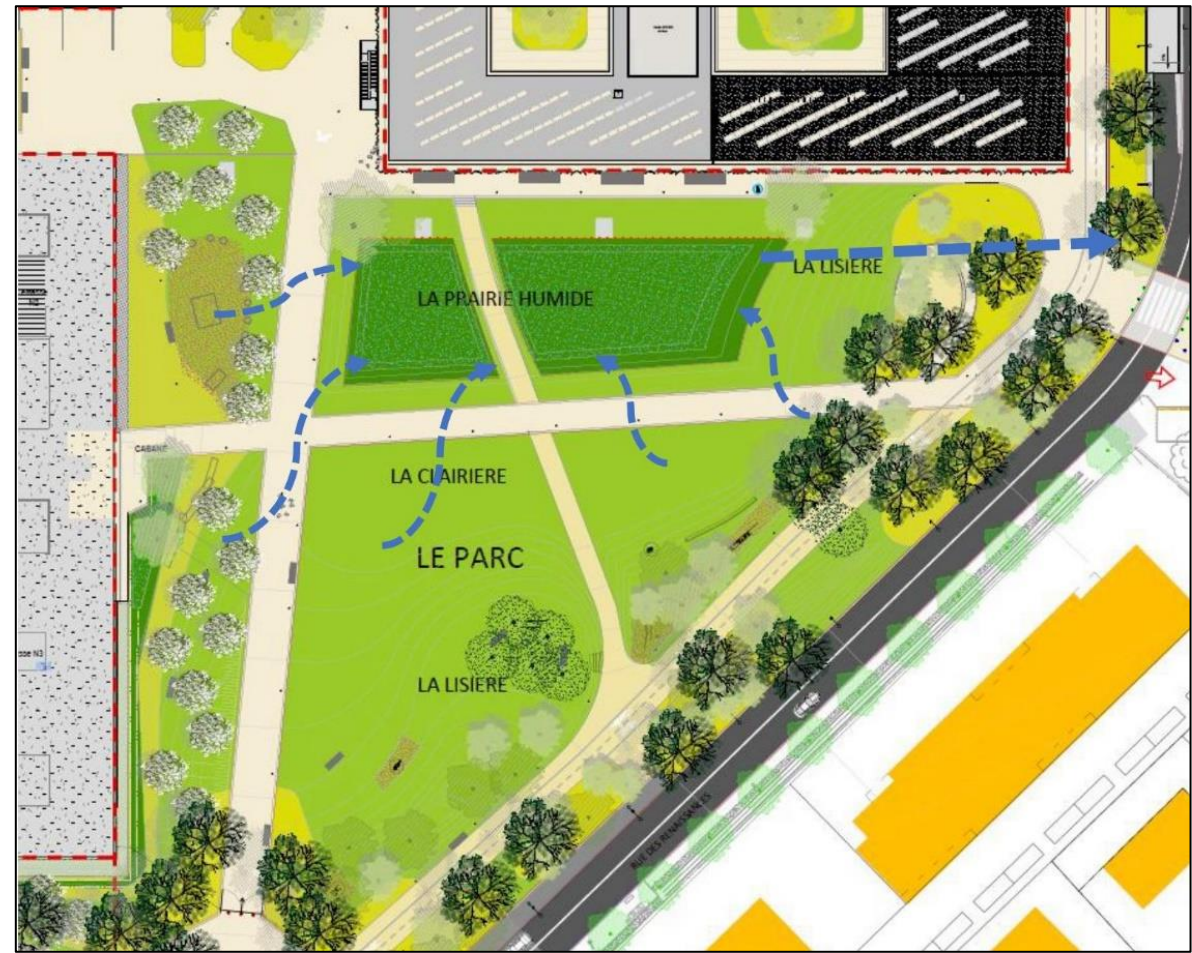 LA LISIERE
LA PRAIRIE HUMIDE
CABANE
LA CLAIRIERE
LE PARC
LA LISIERE
RUE DES RENAISSANCES